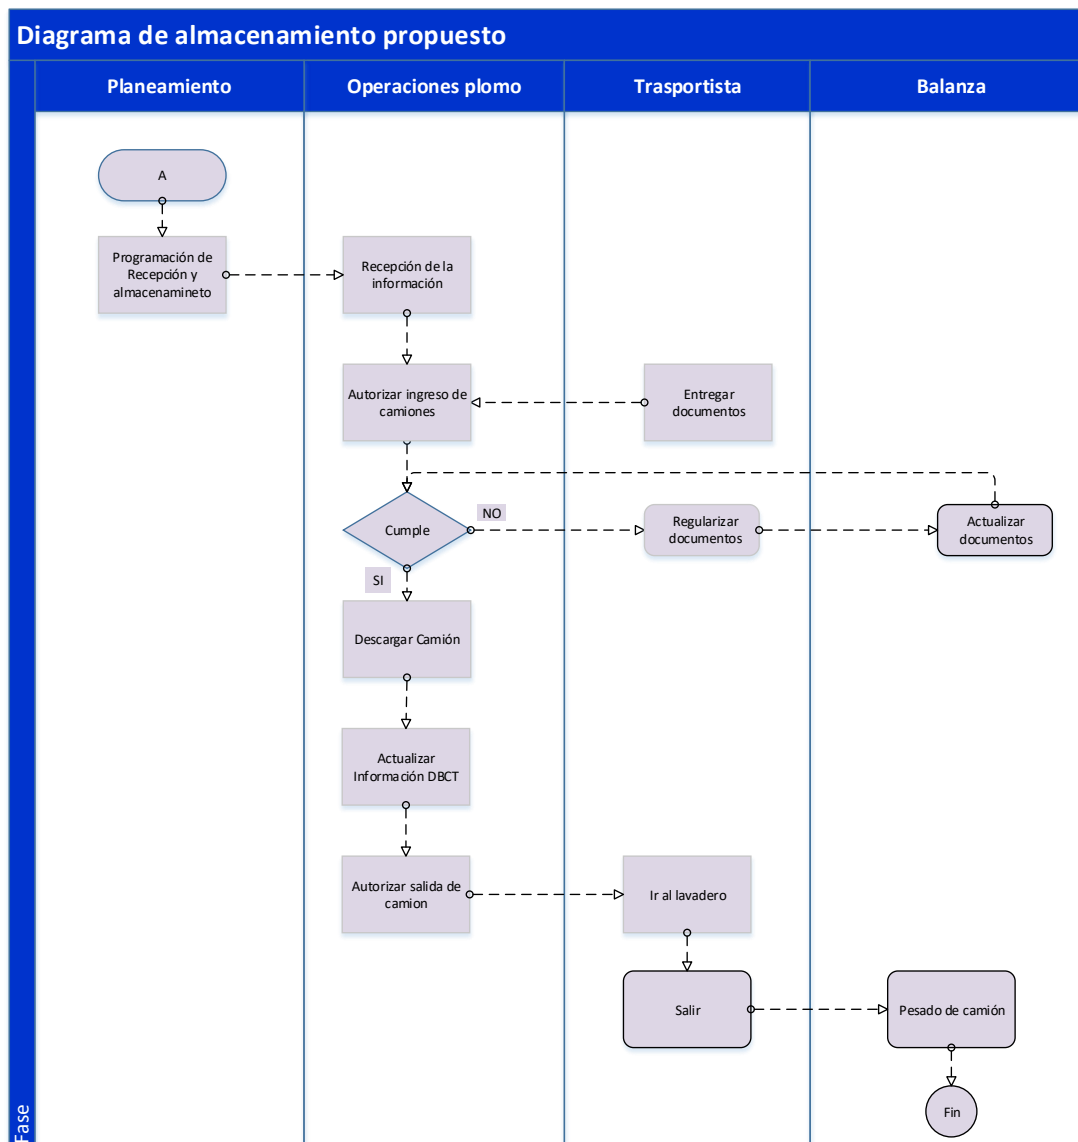 Diagrama de almacenamiento propuesto
Planeamiento
Operaciones plomo
Trasportista
Balanza
A
Programación de
Recepción y
almacenamineto
Recepción de la
información
Autorizar ingreso de
camiones
Entregar
documentos
Cumple
NO
Regularizar
documentos
Actualizar
documentos
SI
Descargar Camión
Actualizar
Información DBCT
Autorizar salida de
camion
Ir al lavadero
Salir
Pesado de camión
Fin
Fase